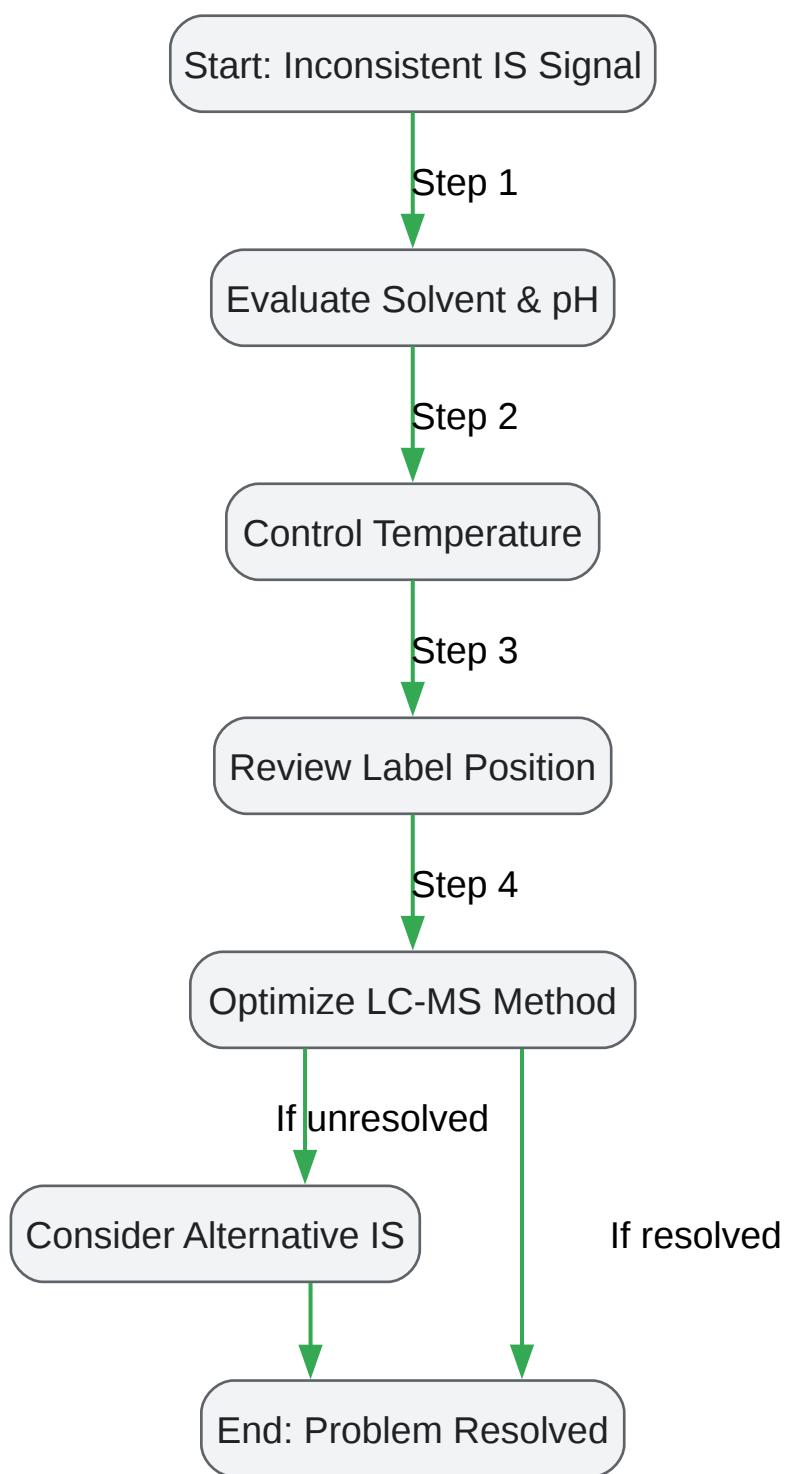 Start: Inconsistent IS Signal
Step 1
Evaluate Solvent & pH
Step 2
Control Temperature
Step 3
Review Label Position
Step 4
Optimize LC-MS Method
If unresolved
Consider Alternative IS
If resolved
End: Problem Resolved